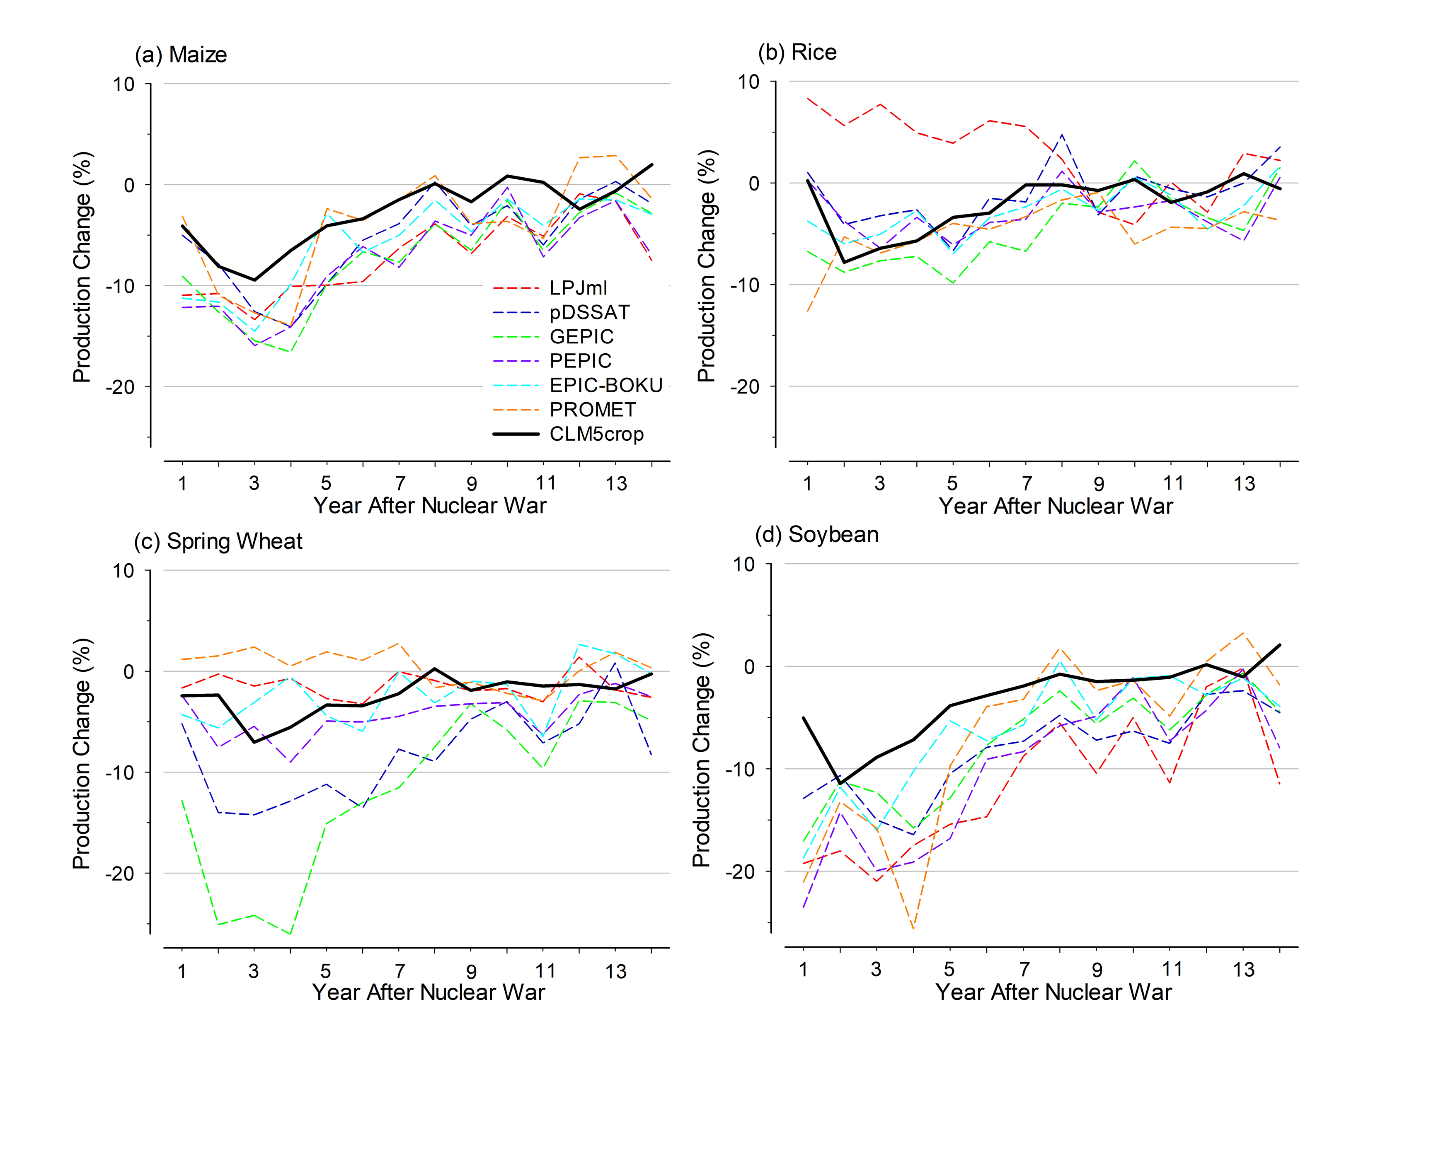 (a) Maize
10
0
-10
-20
Production Change (%)
LPJml
pDSSAT
GEPIC
PEPIC
EPIC-BOKU
PROMET
CLM5crop
1 3 5 7 9 11 13
Year After Nuclear War
(b) Rice
10
0
-10
-20
Production Change (%)
1 3 5 7 9 11 13
Year After Nuclear War
(c) Spring Wheat
10
0
-10
-20
Production Change (%)
1 3 5 7 9 11 13
Year After Nuclear War
(d) Soybean
10
0
-10
-20
Production Change (%)
1 3 5 7 9 11 13
Year After Nuclear War